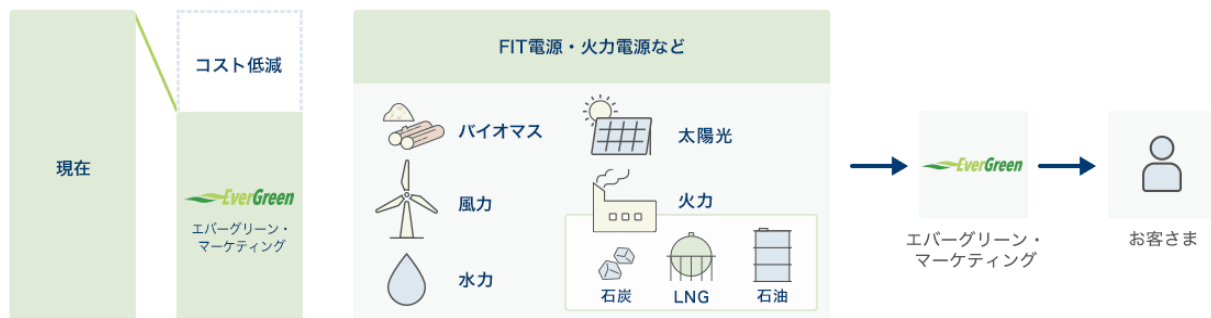 現在
コスト低減
EverGreen
エバーグリーン・
マーケティング
FIT電源・火力電源など
バイオマス
太陽光
風力
火力
水力
石炭
LNG
石油
EverGreen
エバーグリーン・
マーケティング
お客さま